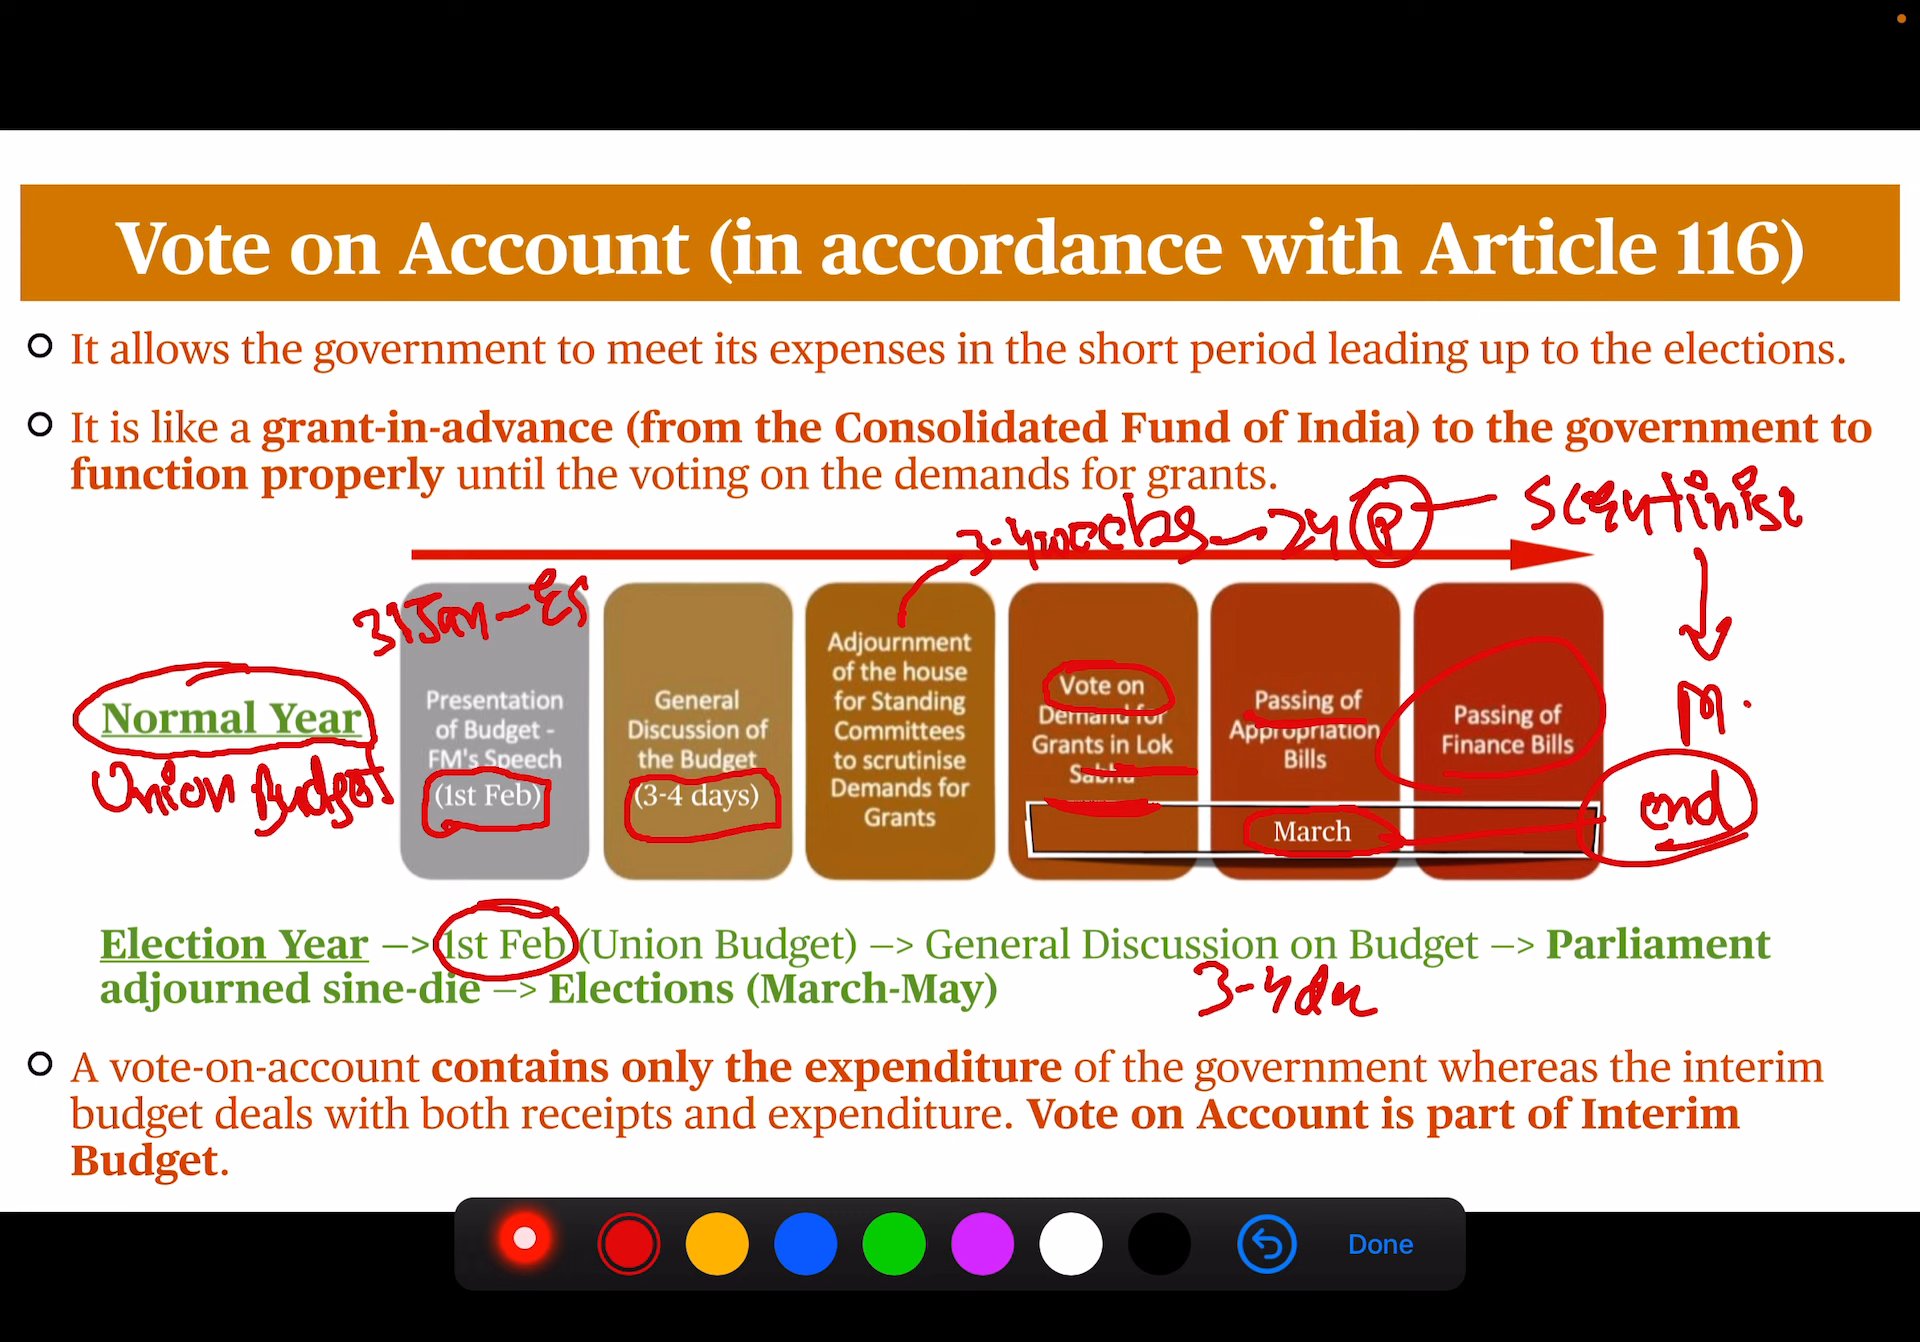 Vote on Account (in accordance with Article 116)
It allows the government to meet its expenses in the short period leading up to the elections.
It is like a grant-in-advance (from the Consolidated Fund of India) to the government to
function properly until the voting on the demands for grants.
3-4 weeks → 24 P — Scrutinise
31 Jan - ES
Normal Year
Union Budget
Presentation
of Budget -
FM's Speech
(1st Feb)
General
Discussion of
the Budget
(3-4 days)
Adjournment
of the house
for Standing
Committees
to scrutinise
Demands for
Grants
Vote on
Demand for
Grants in Lok
Sabha
Passing of
Appropriation
Bills
Passing of
Finance Bills
March
M.
end
Election Year —> 1st Feb (Union Budget) —> General Discussion on Budget —> Parliament
adjourned sine-die —> Elections (March-May)
3-4
A vote-on-account contains only the expenditure of the government whereas the interim
budget deals with both receipts and expenditure. Vote on Account is part of Interim
Budget.
Done